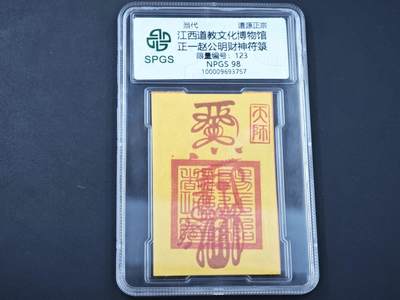 当代 道源正宗
江西道教文化博物馆
正一赵公明财神符箓
限量编号：123
NPGS 98
100009693757
SPGS
天师